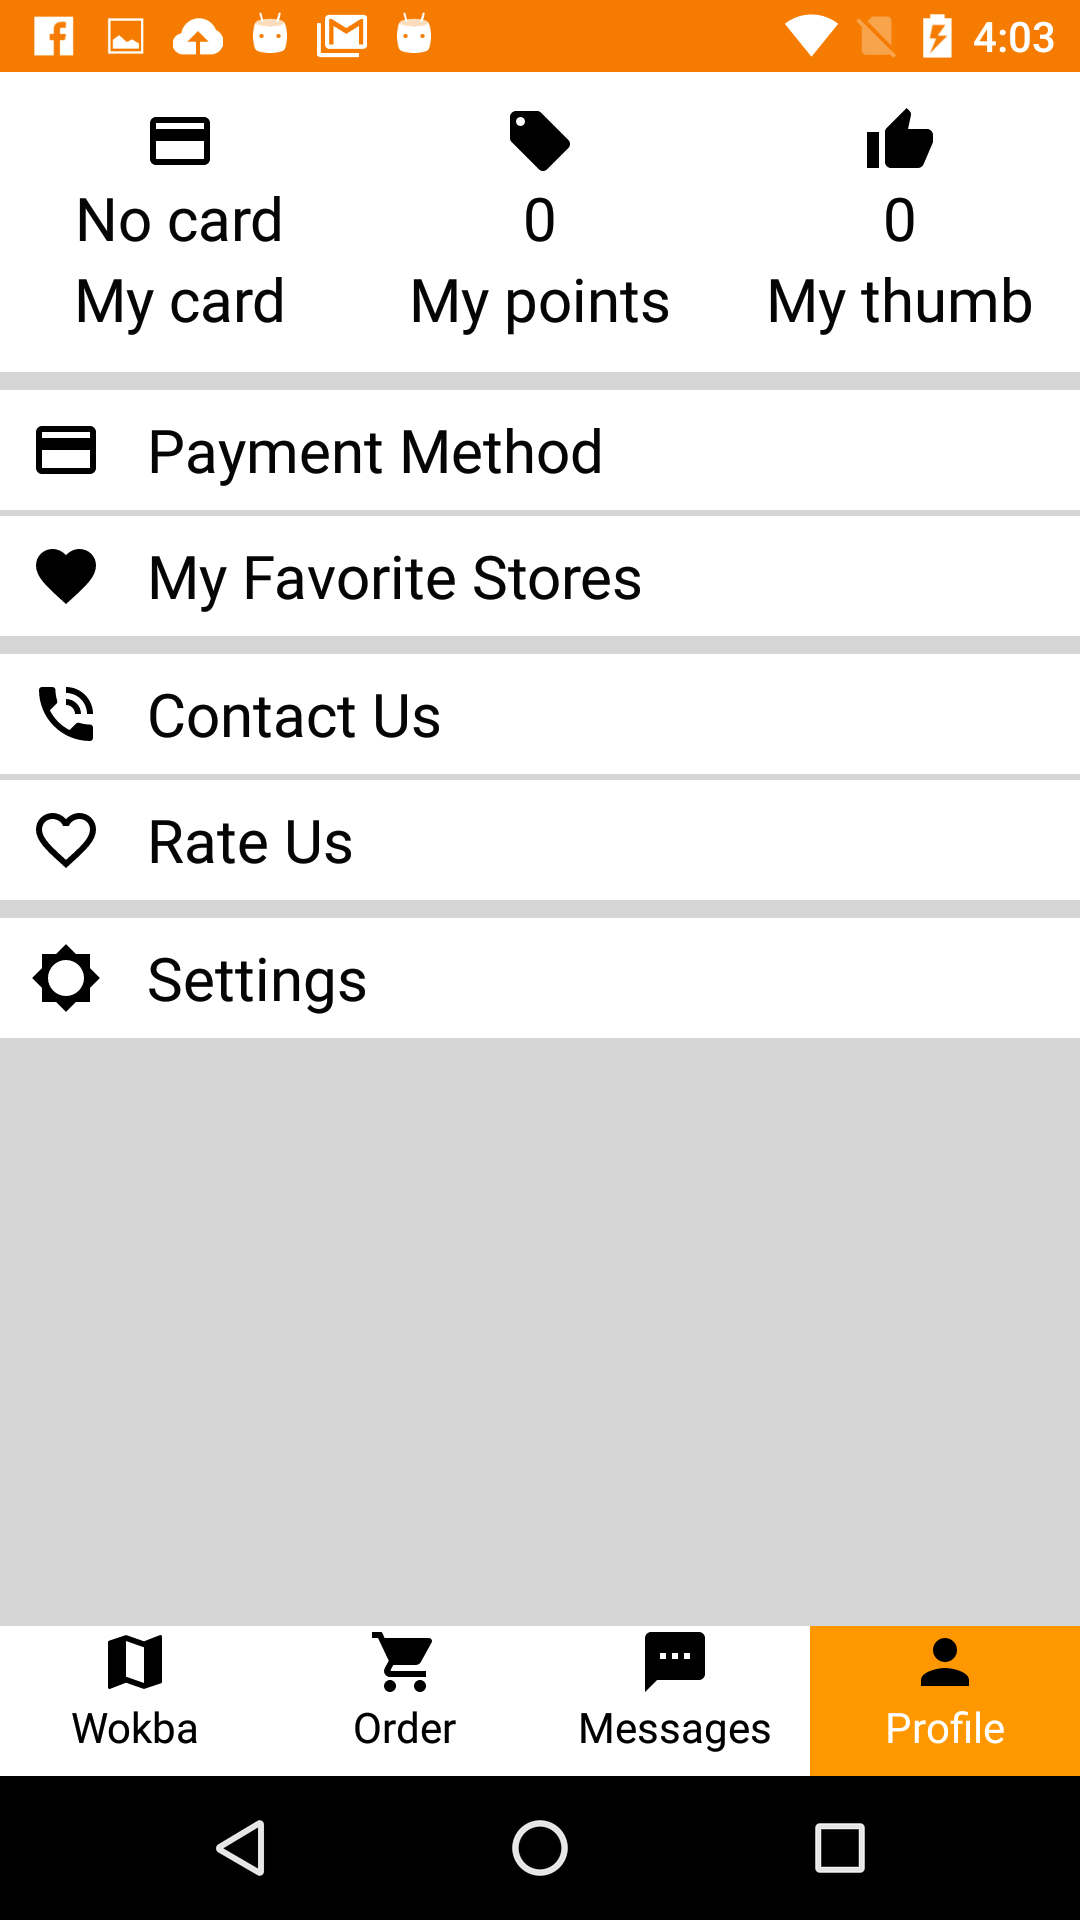 4:03
No card
0
0
My card
My points
My thumb
Payment Method
My Favorite Stores
Contact Us
Rate Us
Settings
Wokba
Order
Messages
Profile